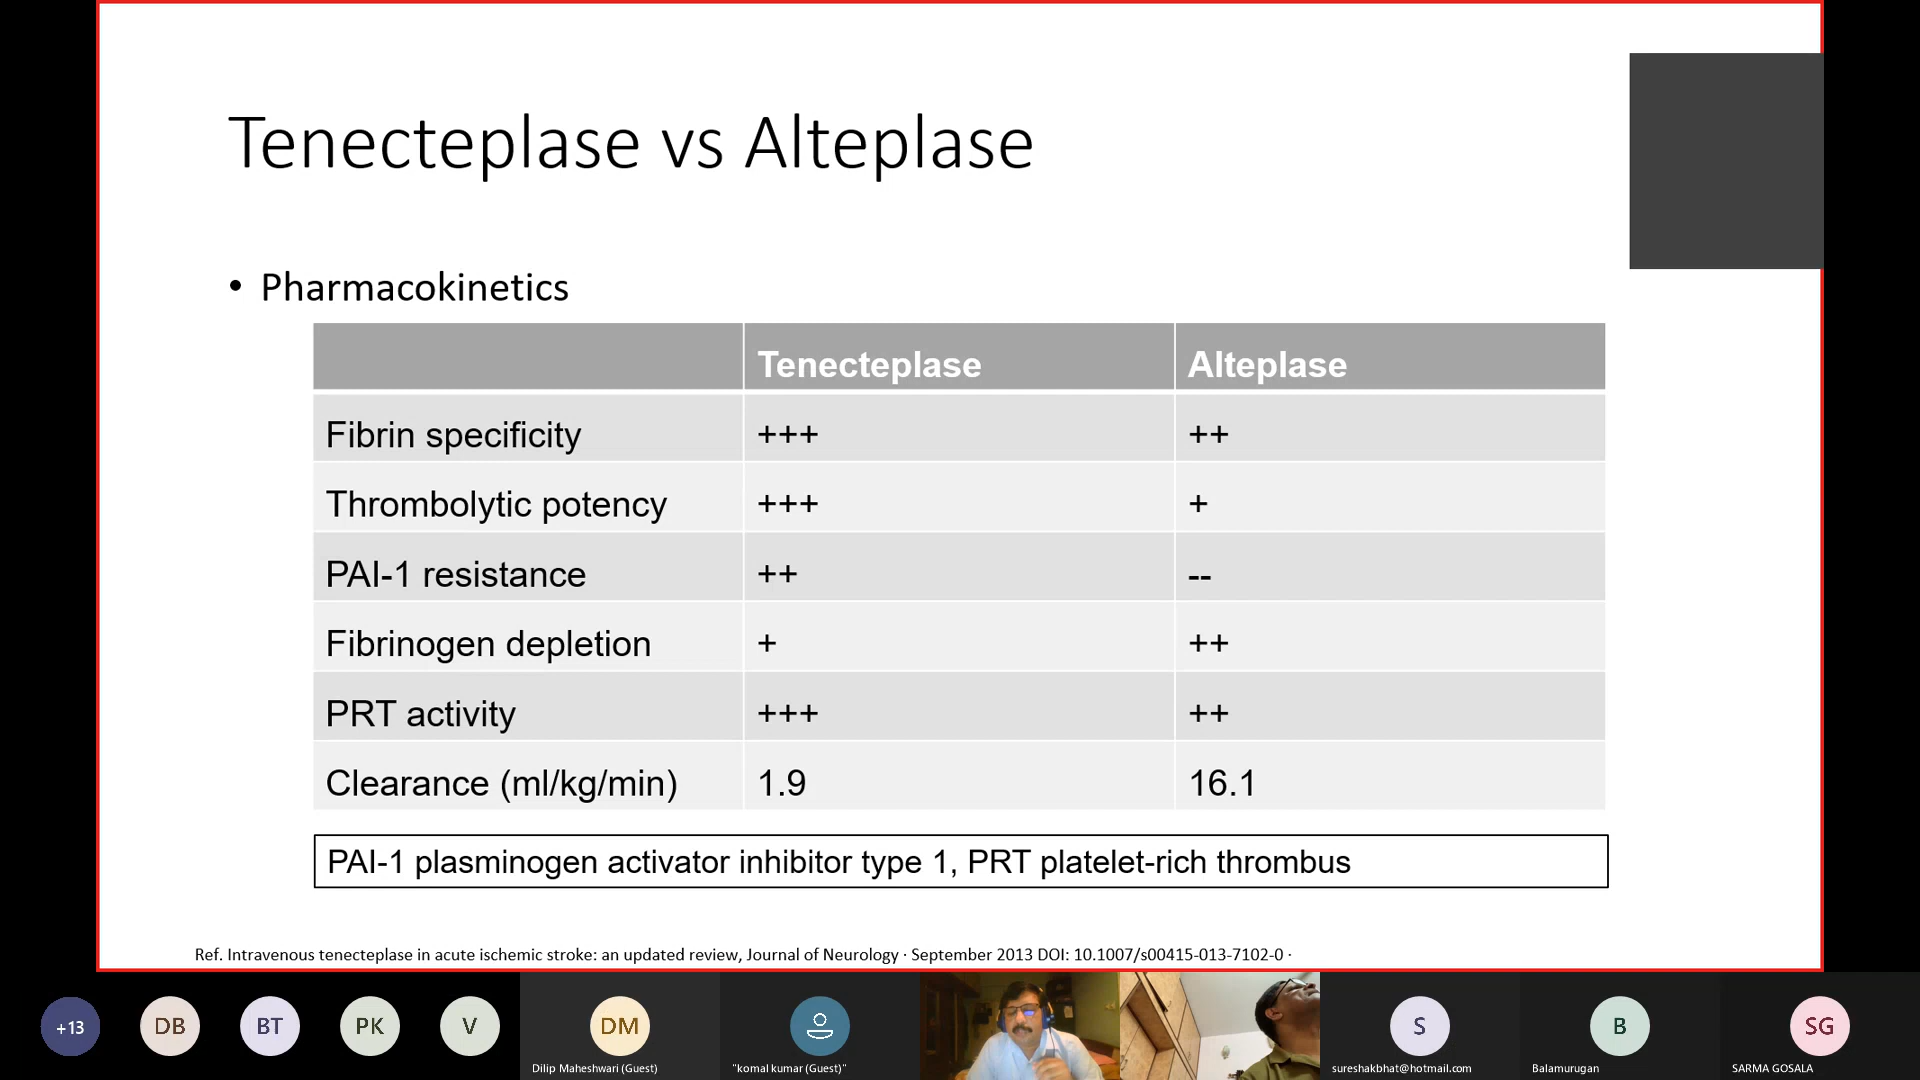 Tenecteplase vs Alteplase
• Pharmacokinetics
Tenecteplase Alteplase
Fibrin specificity +++ ++
Thrombolytic potency +++ +
PAI-1 resistance ++ --
Fibrinogen depletion + ++
PRT activity +++ ++
Clearance (ml/kg/min) 1.9 16.1
PAI-1 plasminogen activator inhibitor type 1, PRT platelet-rich thrombus
Ref. Intravenous tenecteplase in acute ischemic stroke: an updated review, Journal of Neurology · September 2013 DOI: 10.1007/s00415-013-7102-0 ·
+13 DB BT PK V DM S B SG
Dilip Maheshwari (Guest) "komal kumar (Guest)" sureshakbhat@hotmail.com Balamurugan SARMA GOSALA